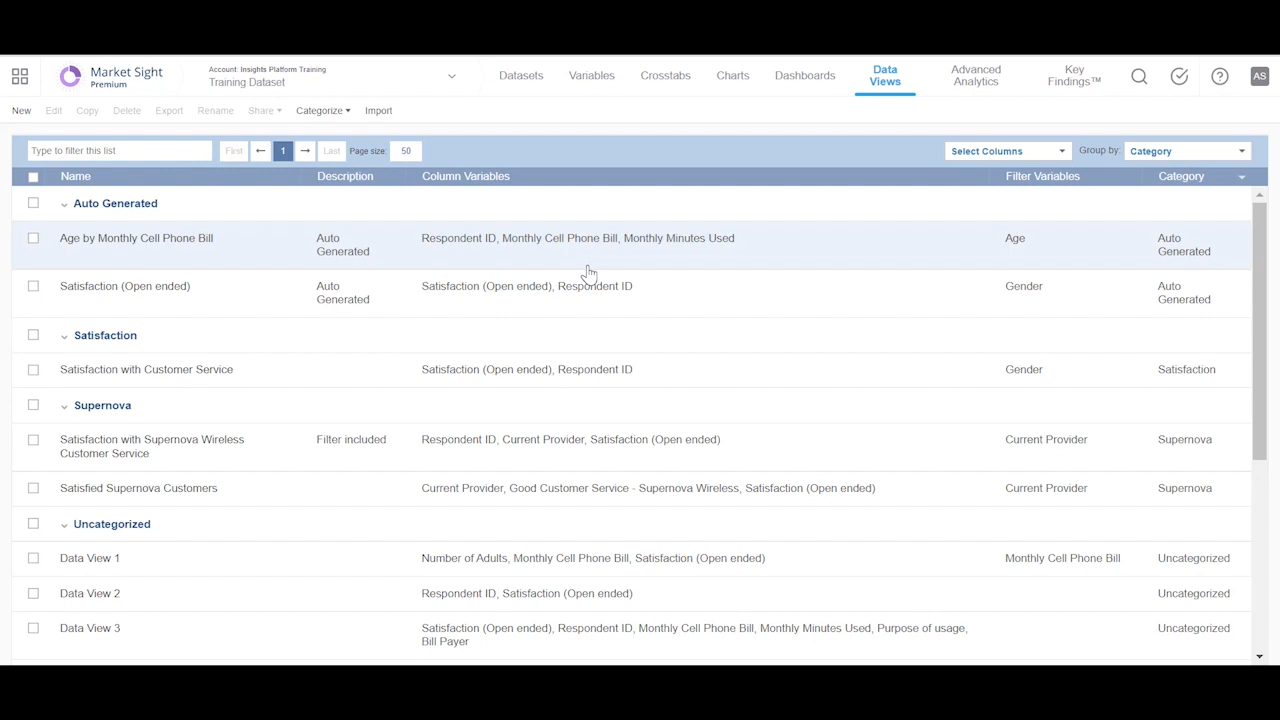 Market Sight
Premium
Account: Insights Platform Training
Training Dataset
Datasets
Variables
Crosstabs
Charts
Dashboards
Data
Views
Advanced
Analytics
Key
Findings™
AS
New Edit Copy Delete Export Rename Share Categorize Import
Type to filter this list First ← 1 → Last Page size: 50 Select Columns Group by: Category
Name Description Column Variables Filter Variables Category
Auto Generated
Age by Monthly Cell Phone Bill Auto Respondent ID, Monthly Cell Phone Bill, Monthly Minutes Used Age Auto
Generated Generated
Satisfaction (Open ended) Auto Satisfaction (Open ended), Respondent ID Gender Auto
Generated Generated
Satisfaction
Satisfaction with Customer Service Satisfaction (Open ended), Respondent ID Gender Satisfaction
Supernova
Satisfaction with Supernova Wireless Filter included Respondent ID, Current Provider, Satisfaction (Open ended) Current Provider Supernova
Customer Service
Satisfied Supernova Customers Current Provider, Good Customer Service - Supernova Wireless, Satisfaction (Open ended) Current Provider Supernova
Uncategorized
Data View 1 Number of Adults, Monthly Cell Phone Bill, Satisfaction (Open ended) Monthly Cell Phone Bill Uncategorized
Data View 2 Respondent ID, Satisfaction (Open ended) Uncategorized
Data View 3 Satisfaction (Open ended), Respondent ID, Monthly Cell Phone Bill, Monthly Minutes Used, Purpose of usage, Uncategorized
Bill Payer